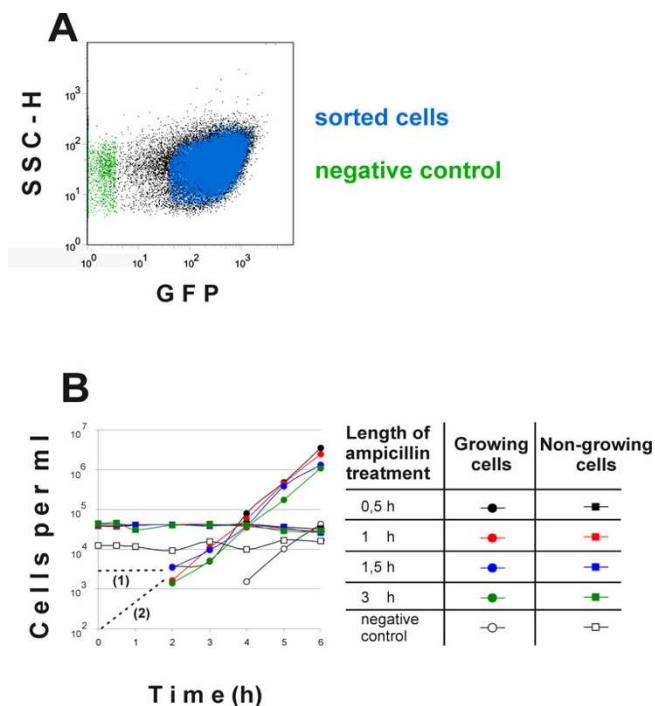 A
SSC-H
10³
10²
10¹
10⁰
10⁰ 10¹ 10² 10³
GFP
sorted cells
negative control
B
Cells per ml
10⁷
10⁶
10⁵
10⁴
10³
10²
(1)
(2)
0 1 2 3 4 5 6
Time (h)
Length of ampicillin treatment Growing cells Non-growing cells
0,5 h
1 h
1,5 h
3 h
negative control